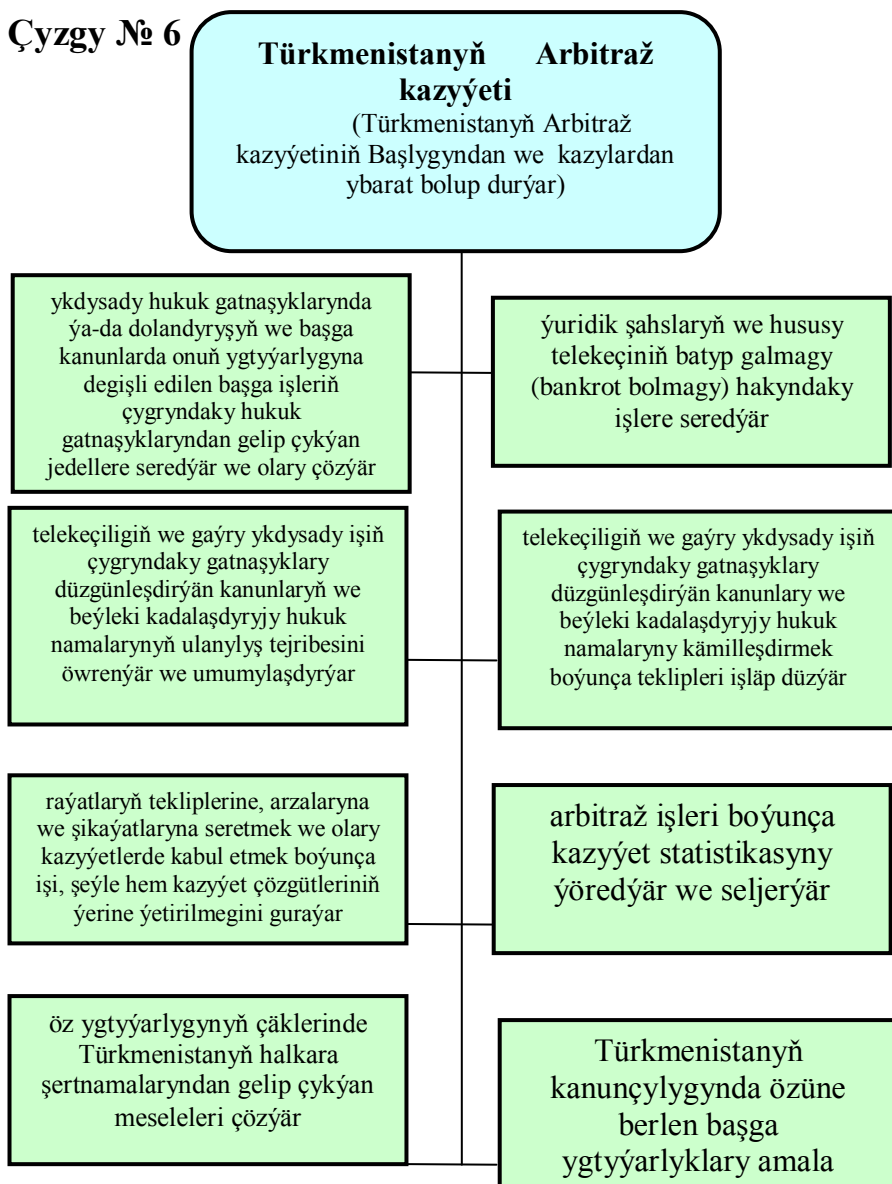 Çyzgy № 6
Türkmenistanyň Arbitraž
kazyýeti
(Türkmenistanyň Arbitraž
kazyýetiniň Başlygyndan we kazylardan
ybarat bolup durýar)
ykdysady hukuk gatnaşyklarynda
ýa-da dolandyryşyň we başga
kanunlarda onuň ygtyýarlygyna
degişli edilen başga işleriň
çygryndaky hukuk
gatnaşyklaryndan gelip çykýan
jedellere seredýär we olary çözýär
ýuridik şahslaryň we hususy
telekeçiniň batyp galmagy
(bankrot bolmagy) hakyndaky
işlere seredýär
telekeçiligiň we gaýry ykdysady işiň
çygryndaky gatnaşyklary
düzgünleşdirýän kanunlaryň we
beýleki kadalaşdyryjy hukuk
namalarynyň ulanylyş tejribesini
öwrenýär we umumylaşdyrýar
telekeçiligiň we gaýry ykdysady işiň
çygryndaky gatnaşyklary
düzgünleşdirýän kanunlary we
beýleki kadalaşdyryjy hukuk
namalaryny kämilleşdirmek
boýunça teklipleri işläp düzýär
raýatlaryň tekliplerine, arzalaryna
we şikaýatlaryna seretmek we olary
kazyýetlerde kabul etmek boýunça
işi, şeýle hem kazyýet çözgütleriniň
ýerine ýetirilmegini guraýar
arbitraž işleri boýunça
kazyýet statistikasyny
ýöredýär we seljerýär
öz ygtyýarlygynyň çäklerinde
Türkmenistanyň halkara
şertnamalaryndan gelip çykýan
meseleleri çözýär
Türkmenistanyň
kanunçylygynda özüne
berlen başga
ygtyýarlyklary amala